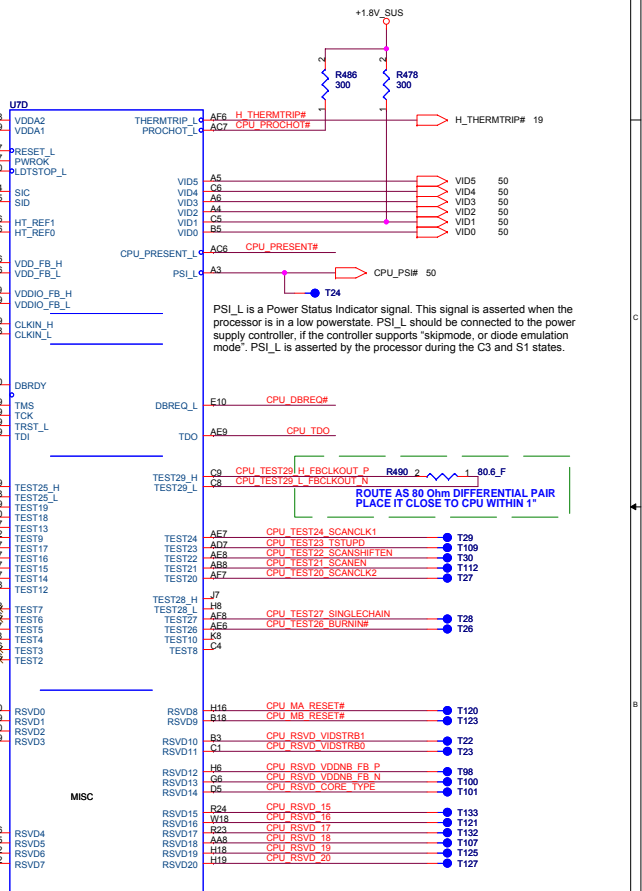 +1.8V_SUS
R486 300
R478 300
U7D
VDDA2 THERMTRIP_L AF6 H_THERMTRIP# H_THERMTRIP# 19
VDDA1 PROCHOT_L AC7 CPU_PROCHOT#
RESET_L
PWROK
LDTSTOP_L
VID5 A5 VID5 50
SIC VID4 C6 VID4 50
SID VID3 A6 VID3 50
VID2 A4 VID2 50
HT_REF1 VID1 C5 VID1 50
HT_REF0 VID0 B5 VID0 50
CPU_PRESENT_L AC6 CPU_PRESENT#
VDD_FB_H
VDD_FB_L PSI_L A3 CPU_PSI# 50
VDDIO_FB_H T24
VDDIO_FB_L
PSI_L is a Power Status Indicator signal. This signal is asserted when the
processor is in a low powerstate. PSI_L should be connected to the power
supply controller, if the controller supports "skipmode, or diode emulation
mode". PSI_L is asserted by the processor during the C3 and S1 states.
CLKIN_H
CLKIN_L
C
DBRDY
TMS DBREQ_L E10 CPU_DBREQ#
TCK
TRST_L
TDI TDO AE9 CPU_TDO
TEST29_H C9 CPU_TEST29_H_FBCLKOUT_P R490 2 1 80.6_F
TEST29_L C8 CPU_TEST29_L_FBCLKOUT_N
ROUTE AS 80 Ohm DIFFERENTIAL PAIR
PLACE IT CLOSE TO CPU WITHIN 1"
TEST25_H
TEST25_L
TEST19
TEST18
TEST13
TEST9 TEST24 AE7 CPU_TEST24_SCANCLK1 T29
TEST17 TEST23 AD7 CPU_TEST23_TSTUPD T109
TEST16 TEST22 AE8 CPU_TEST22_SCANSHIFTEN T30
TEST15 TEST21 AB8 CPU_TEST21_SCANEN T112
TEST14 TEST20 AF7 CPU_TEST20_SCANCLK2 T27
TEST12
TEST28_H J7
TEST7 TEST28_L H8
TEST6 TEST27 AF8 CPU_TEST27_SINGLECHAIN T28
TEST5 TEST26 AE6 CPU_TEST26_BURNIN# T26
TEST4 TEST10 K8
TEST3 TEST8 C4
TEST2
RSVD0 RSVD8 H16 CPU_MA_RESET# T120
RSVD1 RSVD9 B18 CPU_MB_RESET# T123
B
RSVD2
RSVD3 RSVD10 B3 CPU_RSVD_VIDSTRB1 T22
RSVD11 C1 CPU_RSVD_VIDSTRB0 T23
RSVD12 H6 CPU_RSVD_VDDNB_FB_P T98
RSVD13 G6 CPU_RSVD_VDDNB_FB_N T100
RSVD14 D5 CPU_RSVD_CORE_TYPE T101
MISC
RSVD15 R24 CPU_RSVD_15 T133
RSVD16 W18 CPU_RSVD_16 T121
RSVD4 RSVD17 R23 CPU_RSVD_17 T132
RSVD5 RSVD18 AA8 CPU_RSVD_18 T107
RSVD6 RSVD19 H18 CPU_RSVD_19 T125
RSVD7 RSVD20 H19 CPU_RSVD_20 T127